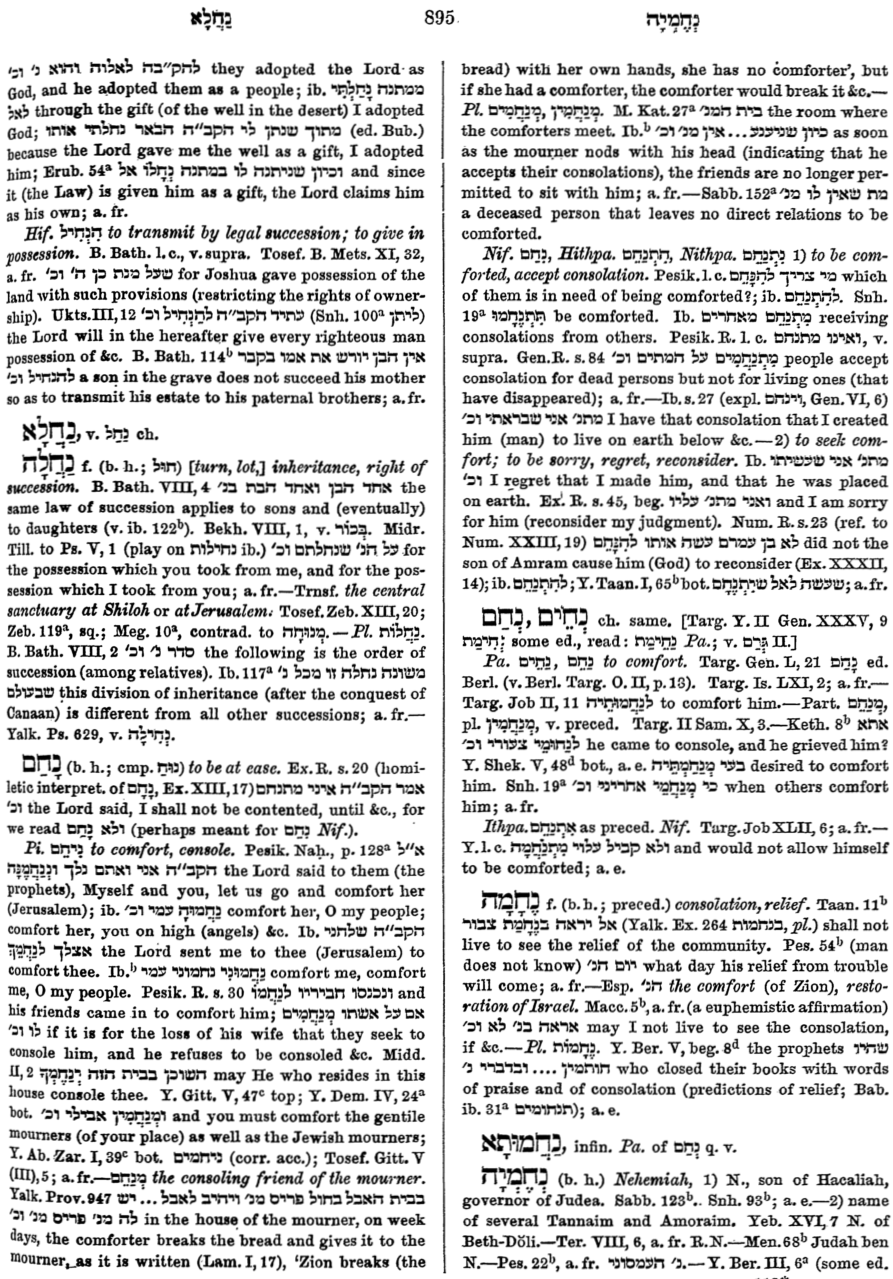 נַחֲלָא 895 נְחֶמְיָה
להק״בה לאלוה והוא נ׳ וכ׳ they adopted the Lord as
God, and he adopted them as a people; ib. ממתנה נָחַלְתִּי
לאל through the gift (of the well in the desert) I adopted
God; מתוך שנתן לי הקב״ה הבאר נחלתי אותו (ed. Bub.)
because the Lord gave me the well as a gift, I adopted
him; Erub. 54ᵃ וכיון שניתנה לו במתנה נְחָלוֹ אל and since
it (the Law) is given him as a gift, the Lord claims him
as his own; a. fr.
Hif. הִנְחִיל to transmit by legal succession; to give in
possession. B. Bath. l. c., v. supra. Tosef. B. Mets. XI, 32,
a. fr. שעל מנת כן ה׳ וכ׳ for Joshua gave possession of the
land with such provisions (restricting the rights of owner-
ship). Ukts. III, 12 עתיד הקב״ה לְהַנְחִיל וכ׳ (Snh. 100ᵃ ליתן)
the Lord will in the hereafter give every righteous man
possession of &c. B. Bath. 114ᵇ אין הבן יורש את אמו בקבר
להנחיל וכ׳ a son in the grave does not succeed his mother
so as to transmit his estate to his paternal brothers; a. fr.
נַחֲלָא, v. נחל ch.
נַחֲלָה f. (b. h.; חול) [turn, lot,] inheritance, right of
succession. B. Bath. VIII, 4 אחד הבן ואחד הבת בנ׳ the
same law of succession applies to sons and (eventually)
to daughters (v. ib. 122ᵇ). Bekh. VIII, 1, v. בְּכוֹר. Midr.
Till. to Ps. V, 1 (play on נחילות ib.) על הנ׳ שנחלתם וכ׳ for
the possession which you took from me, and for the pos-
session which I took from you; a. fr.—Trnsf. the central
sanctuary at Shiloh or at Jerusalem. Tosef. Zeb. XIII, 20;
Zeb. 119ᵃ, sq.; Meg. 10ᵃ, contrad. to מְנוּחָה.—Pl. נְחָלוֹת.
B. Bath. VIII, 2 סדר נ׳ וכ׳ the following is the order of
succession (among relatives). Ib. 117ᵃ משונה נחלה זו מכל נ׳
שבעולם this division of inheritance (after the conquest of
Canaan) is different from all other successions; a. fr.—
Yalk. Ps. 629, v. נְחִילָה.
נָחַם (b. h.; cmp. נוּחַ) to be at ease. Ex. R. s. 20 (homi-
letic interpret. of נָחָם, Ex. XIII, 17) אמר הקב״ה איני מתנחם
וכ׳ the Lord said, I shall not be contented, until &c., for
we read ולא נָחָם (perhaps meant for נִחַם Nif.).
Pi. נִיחֵם to comfort, console. Pesik. Naḥ., p. 128ᵃ א״ל
הקב״ה אני ואתם נלך וּנְנַחֲמֶנָּה the Lord said to them (the
prophets), Myself and you, let us go and comfort her
(Jerusalem); ib. נַחֲמוּהָ עמי וכ׳ comfort her, O my people;
comfort her, you on high (angels) &c. Ib. הקב״ה שלחני
אצלך לְנַחֲמֵךְ the Lord sent me to thee (Jerusalem) to
comfort thee. Ib.ᵇ נַחֲמוּנִי נחמוני עמי comfort me, comfort
me, O my people. Pesik. R. s. 30 ונכנסו חביריו לְנַחֲמוֹ and
his friends came in to comfort him; אם על אשתו מְנַחֲמִים
לו וכ׳ if it is for the loss of his wife that they seek to
console him, and he refuses to be consoled &c. Midd.
II, 2 השוכן בבית הזה יְנַחֶמְךָ may He who resides in this
house console thee. Y. Gitt. V, 47ᶜ top; Y. Dem. IV, 24ᵃ
bot. וּמְנַחֲמִין אבילי וכ׳ and you must comfort the gentile
mourners (of your place) as well as the Jewish mourners;
Y. Ab. Zar. I, 39ᶜ bot. ניחמים (corr. acc.); Tosef. Gitt. V
(III), 5; a. fr.—מְנַחֵם the consoling friend of the mourner.
Yalk. Prov. 947 בבית האבל בחול פריס מנ׳ ויהיב לאבל ... יש
לה מנ׳ פריס מנ׳ וכ׳ in the house of the mourner, on week
days, the comforter breaks the bread and gives it to the
mourner, as it is written (Lam. I, 17), ‘Zion breaks (the
bread) with her own hands, she has no comforter’, but
if she had a comforter, the comforter would break it &c.—
Pl. מְנַחֲמִים, מְנַחֲמִין. M. Kat. 27ᵃ בית המנ׳ the room where
the comforters meet. Ib.ᵇ כיון שניענע...אין מנ׳ וכ׳ as soon
as the mourner nods with his head (indicating that he
accepts their consolations), the friends are no longer per-
mitted to sit with him; a. fr.—Sabb. 152ᵃ מת שאין לו מנ׳
a deceased person that leaves no direct relations to be
comforted.
Nif. נִחַם, Hithpa. הִתְנַחֵם, Nithpa. נִתְנַחֵם 1) to be com-
forted, accept consolation. Pesik. l. c. מי צריך לְהִנָּחֵם which
of them is in need of being comforted?; ib. לְהִתְנַחֵם. Snh.
19ᵃ תִּתְנֶחֱמוּ be comforted. Ib. מִתְנַחֵם מאחרים receiving
consolations from others. Pesik. R. l. c. ואינו מתנחם, v.
supra. Gen. R. s. 84 מִתְנַחֲמִים על המתים וכ׳ people accept
consolation for dead persons but not for living ones (that
have disappeared); a. fr.—Ib. s. 27 (expl. וינחם, Gen. VI, 6)
מתנ׳ אני שבראתי וכ׳ I have that consolation that I created
him (man) to live on earth below &c.—2) to seek com-
fort; to be sorry, regret, reconsider. Ib. מתנ׳ אני שעשיתו
וכ׳ I regret that I made him, and that he was placed
on earth. Ex. R. s. 45, beg. ואני מתנ׳ עליו and I am sorry
for him (reconsider my judgment). Num. R. s. 23 (ref. to
Num. XXIII, 19) לא בן עמרם עשה אותו לְהִנָּחֵם did not the
son of Amram cause him (God) to reconsider (Ex. XXXII,
14); ib. לְהִתְנַחֵם; Y. Taan. I, 65ᵇ bot. שעשה לאל שיתנחם; a. fr.
נְחַם, נְחֵים ch. same. [Targ. Y. II Gen. XXXV, 9
חֵימַת; some ed., read: נַחֵימַת Pa.; v. גְּרַם II.]
Pa. נַחֵם, נַחֵים to comfort. Targ. Gen. L, 21 נַחֵם ed.
Berl. (v. Berl. Targ. O. II, p. 13). Targ. Is. LXI, 2; a. fr.—
Targ. Job II, 11 לְנַחֲמוּתֵיהּ to comfort him.—Part. מְנַחֵם,
pl. מְנַחֲמִין, v. preced. Targ. II Sam. X, 3.—Keth. 8ᵇ אתא
לְנַחוּמֵי צעורי וכ׳ he came to console, and he grieved him?
Y. Shek. V, 48ᵈ bot., a. e. בעי מְנַחַמְתֵּיהּ desired to comfort
him. Snh. 19ᵃ כי מְנַחֲמֵי אחריני וכ׳ when others comfort
him; a. fr.
Ithpa. אִתְנַחֵם as preced. Nif. Targ. Job XLII, 6; a. fr.—
Y. l. c. ולא קביל עלוי מִתְנַחֲמָה and would not allow himself
to be comforted; a. e.
נֶחָמָה f. (b. h.; preced.) consolation, relief. Taan. 11ᵇ
אל יראה בְּנֶחָמַת צבור (Yalk. Ex. 264 בנחמות, pl.) shall not
live to see the relief of the community. Pes. 54ᵇ (man
does not know) יום הנ׳ what day his relief from trouble
will come; a. fr.—Esp. הנ׳ the comfort (of Zion), resto-
ration of Israel. Macc. 5ᵇ, a. fr. (a euphemistic affirmation)
אראה בנ׳ לא וכ׳ may I not live to see the consolation,
if &c.—Pl. נֶחָמוֹת. Y. Ber. V, beg. 8ᵈ the prophets שהיו
חותמין .... ובדברי נ׳ who closed their books with words
of praise and of consolation (predictions of relief; Bab.
ib. 31ᵃ תנחומים); a. e.
נַחֲמוּתָא, infin. Pa. of נְחַם q. v.
נְחֶמְיָה (b. h.) Nehemiah, 1) N., son of Hacaliah,
governor of Judea. Sabb. 123ᵇ. Snh. 93ᵇ; a. e.—2) name
of several Tannaim and Amoraim. Yeb. XVI, 7 N. of
Beth-Dŏli.—Ter. VIII, 6, a. fr. R. N.—Men. 68ᵇ Judah ben
N.—Pes. 22ᵇ, a. fr. נ׳ העמסוני.—Y. Ber. III, 6ᵃ (some ed.